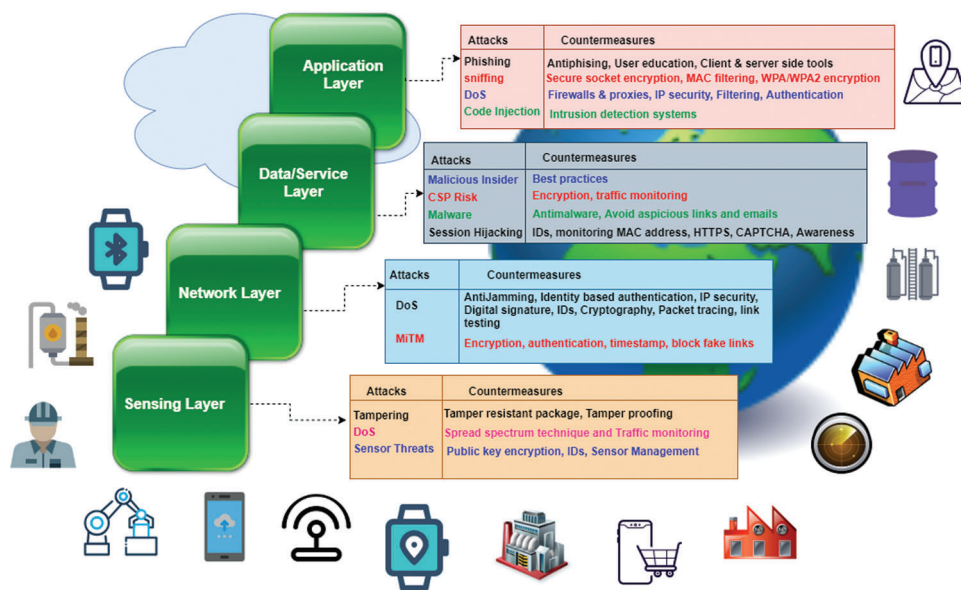 Application
Layer
Attacks Countermeasures
Phishing Antiphising, User education, Client & server side tools
sniffing Secure socket encryption, MAC filtering, WPA/WPA2 encryption
DoS Firewalls & proxies, IP security, Filtering, Authentication
Code Injection Intrusion detection systems
Data/Service
Layer
Attacks Countermeasures
Malicious Insider Best practices
CSP Risk Encryption, traffic monitoring
Malware Antimalware, Avoid aspicious links and emails
Session Hijacking IDs, monitoring MAC address, HTTPS, CAPTCHA, Awareness
Network Layer
Attacks Countermeasures
DoS AntiJamming, Identity based authentication, IP security,
Digital signature, IDs, Cryptography, Packet tracing, link
testing
MiTM Encryption, authentication, timestamp, block fake links
Sensing Layer
Attacks Countermeasures
Tampering Tamper resistant package, Tamper proofing
DoS Spread spectrum technique and Traffic monitoring
Sensor Threats Public key encryption, IDs, Sensor Management